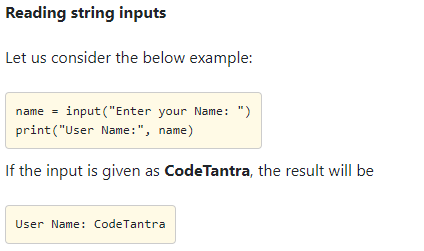 Reading string inputs
Let us consider the below example:
name = input("Enter your Name: ")
print("User Name:", name)
If the input is given as CodeTantra, the result will be
User Name: CodeTantra